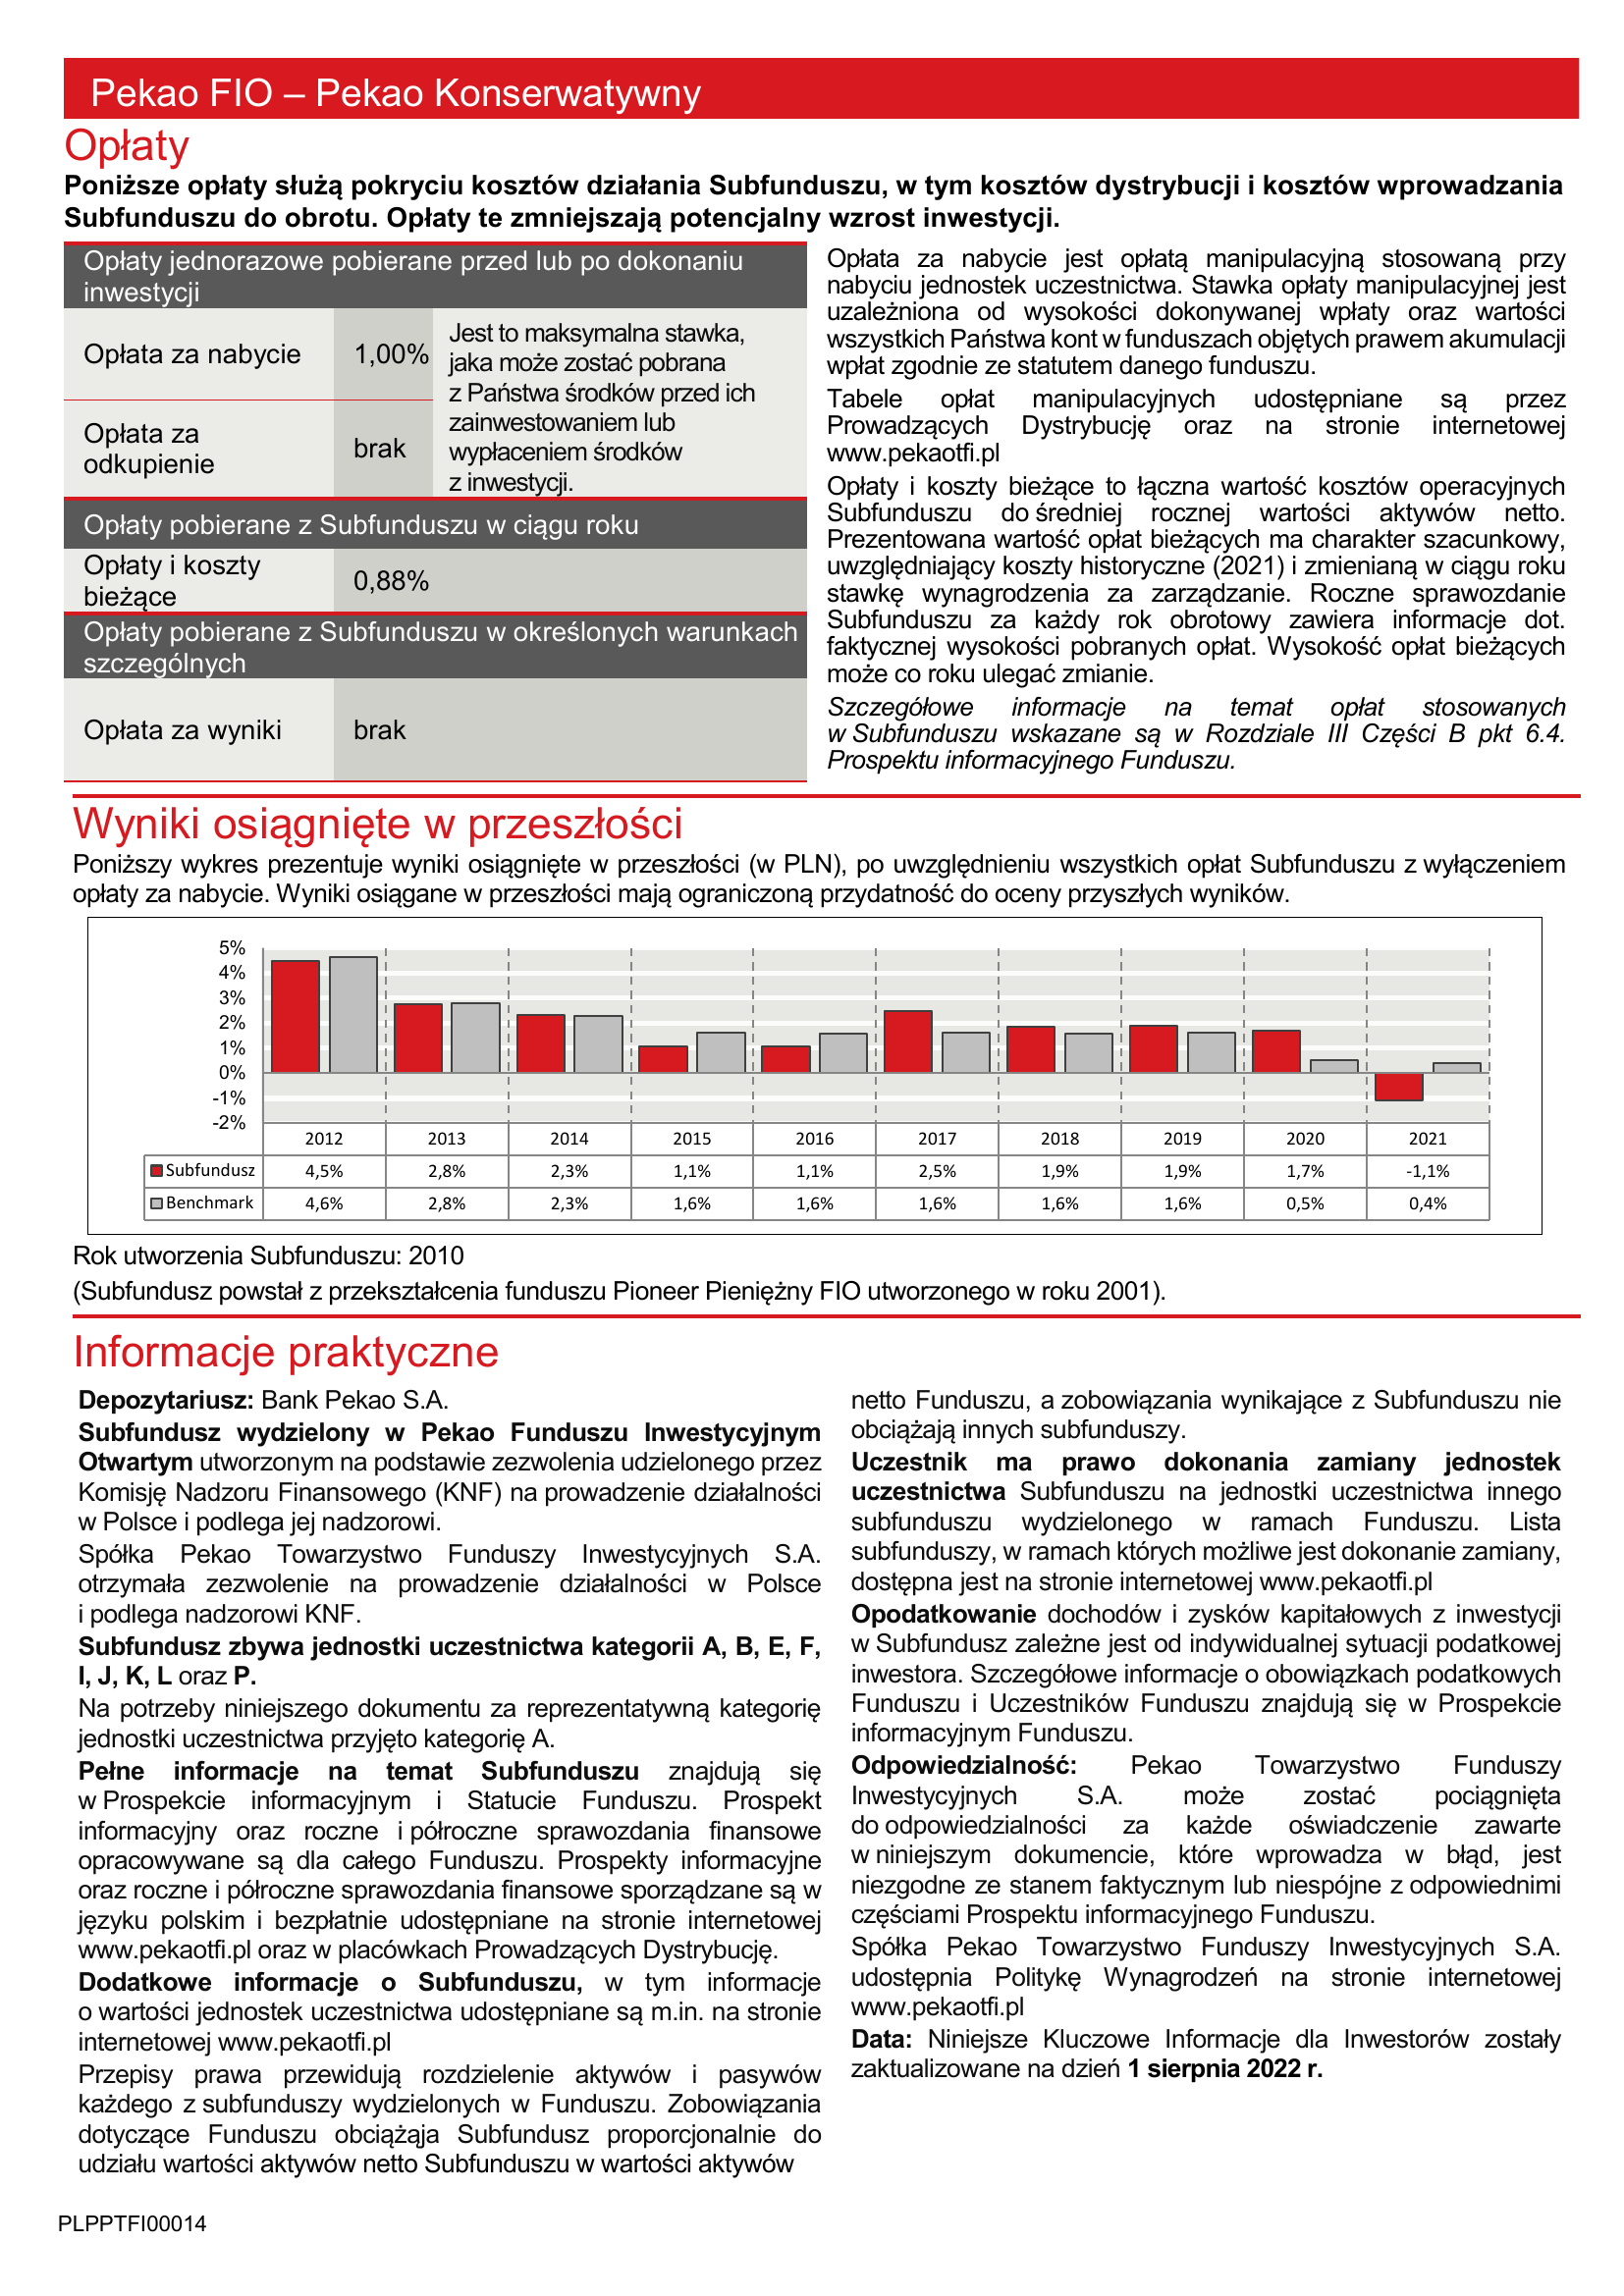 Pekao FIO – Pekao Konserwatywny
Opłaty
Poniższe opłaty służą pokryciu kosztów działania Subfunduszu, w tym kosztów dystrybucji i kosztów wprowadzania
Subfunduszu do obrotu. Opłaty te zmniejszają potencjalny wzrost inwestycji.
Opłaty jednorazowe pobierane przed lub po dokonaniu
inwestycji
Opłata za nabycie
1,00%
Jest to maksymalna stawka,
jaka może zostać pobrana
z Państwa środków przed ich
zainwestowaniem lub
wypłaceniem środków
z inwestycji.
Opłata za
odkupienie
brak
Opłaty pobierane z Subfunduszu w ciągu roku
Opłaty i koszty
bieżące
0,88%
Opłaty pobierane z Subfunduszu w określonych warunkach
szczególnych
Opłata za wyniki
brak
Opłata za nabycie jest opłatą manipulacyjną stosowaną przy
nabyciu jednostek uczestnictwa. Stawka opłaty manipulacyjnej jest
uzależniona od wysokości dokonywanej wpłaty oraz wartości
wszystkich Państwa kont w funduszach objętych prawem akumulacji
wpłat zgodnie ze statutem danego funduszu.
Tabele opłat manipulacyjnych udostępniane są przez
Prowadzących Dystrybucję oraz na stronie internetowej
www.pekaotfi.pl
Opłaty i koszty bieżące to łączna wartość kosztów operacyjnych
Subfunduszu do średniej rocznej wartości aktywów netto.
Prezentowana wartość opłat bieżących ma charakter szacunkowy,
uwzględniający koszty historyczne (2021) i zmienianą w ciągu roku
stawkę wynagrodzenia za zarządzanie. Roczne sprawozdanie
Subfunduszu za każdy rok obrotowy zawiera informacje dot.
faktycznej wysokości pobranych opłat. Wysokość opłat bieżących
może co roku ulegać zmianie.
Szczegółowe informacje na temat opłat stosowanych
w Subfunduszu wskazane są w Rozdziale III Części B pkt 6.4.
Prospektu informacyjnego Funduszu.
Wyniki osiągnięte w przeszłości
Poniższy wykres prezentuje wyniki osiągnięte w przeszłości (w PLN), po uwzględnieniu wszystkich opłat Subfunduszu z wyłączeniem
opłaty za nabycie. Wyniki osiągane w przeszłości mają ograniczoną przydatność do oceny przyszłych wyników.
5%
4%
3%
2%
1%
0%
-1%
-2%
2012 2013 2014 2015 2016 2017 2018 2019 2020 2021
Subfundusz 4,5% 2,8% 2,3% 1,1% 1,1% 2,5% 1,9% 1,9% 1,7% -1,1%
Benchmark 4,6% 2,8% 2,3% 1,6% 1,6% 1,6% 1,6% 1,6% 0,5% 0,4%
Rok utworzenia Subfunduszu: 2010
(Subfundusz powstał z przekształcenia funduszu Pioneer Pieniężny FIO utworzonego w roku 2001).
Informacje praktyczne
Depozytariusz: Bank Pekao S.A.
Subfundusz wydzielony w Pekao Funduszu Inwestycyjnym
Otwartym utworzonym na podstawie zezwolenia udzielonego przez
Komisję Nadzoru Finansowego (KNF) na prowadzenie działalności
w Polsce i podlega jej nadzorowi.
Spółka Pekao Towarzystwo Funduszy Inwestycyjnych S.A.
otrzymała zezwolenie na prowadzenie działalności w Polsce
i podlega nadzorowi KNF.
Subfundusz zbywa jednostki uczestnictwa kategorii A, B, E, F,
I, J, K, L oraz P.
Na potrzeby niniejszego dokumentu za reprezentatywną kategorię
jednostki uczestnictwa przyjęto kategorię A.
Pełne informacje na temat Subfunduszu znajdują się
w Prospekcie informacyjnym i Statucie Funduszu. Prospekt
informacyjny oraz roczne i półroczne sprawozdania finansowe
opracowywane są dla całego Funduszu. Prospekty informacyjne
oraz roczne i półroczne sprawozdania finansowe sporządzane są w
języku polskim i bezpłatnie udostępniane na stronie internetowej
www.pekaotfi.pl oraz w placówkach Prowadzących Dystrybucję.
Dodatkowe informacje o Subfunduszu, w tym informacje
o wartości jednostek uczestnictwa udostępniane są m.in. na stronie
internetowej www.pekaotfi.pl
Przepisy prawa przewidują rozdzielenie aktywów i pasywów
każdego z subfunduszy wydzielonych w Funduszu. Zobowiązania
dotyczące Funduszu obciążaja Subfundusz proporcjonalnie do
udziału wartości aktywów netto Subfunduszu w wartości aktywów
netto Funduszu, a zobowiązania wynikające z Subfunduszu nie
obciążają innych subfunduszy.
Uczestnik ma prawo dokonania zamiany jednostek
uczestnictwa Subfunduszu na jednostki uczestnictwa innego
subfunduszu wydzielonego w ramach Funduszu. Lista
subfunduszy, w ramach których możliwe jest dokonanie zamiany,
dostępna jest na stronie internetowej www.pekaotfi.pl
Opodatkowanie dochodów i zysków kapitałowych z inwestycji
w Subfundusz zależne jest od indywidualnej sytuacji podatkowej
inwestora. Szczegółowe informacje o obowiązkach podatkowych
Funduszu i Uczestników Funduszu znajdują się w Prospekcie
informacyjnym Funduszu.
Odpowiedzialność: Pekao Towarzystwo Funduszy
Inwestycyjnych S.A. może zostać pociągnięta
do odpowiedzialności za każde oświadczenie zawarte
w niniejszym dokumencie, które wprowadza w błąd, jest
niezgodne ze stanem faktycznym lub niespójne z odpowiednimi
częściami Prospektu informacyjnego Funduszu.
Spółka Pekao Towarzystwo Funduszy Inwestycyjnych S.A.
udostępnia Politykę Wynagrodzeń na stronie internetowej
www.pekaotfi.pl
Data: Niniejsze Kluczowe Informacje dla Inwestorów zostały
zaktualizowane na dzień 1 sierpnia 2022 r.
PLPPTFI00014